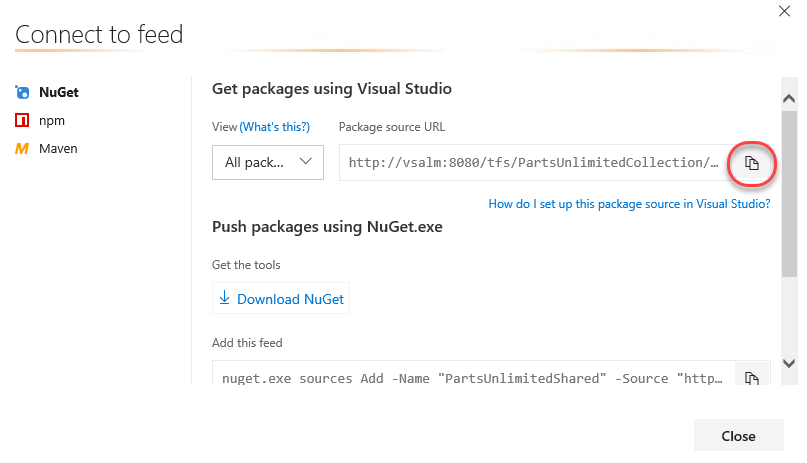 Connect to feed
NuGet
npm
Maven
Get packages using Visual Studio
View (What's this?) Package source URL
All pack... http://vsalm:8080/tfs/PartsUnlimitedCollection/...
How do I set up this package source in Visual Studio?
Push packages using NuGet.exe
Get the tools
Download NuGet
Add this feed
nuget.exe sources Add -Name "PartsUnlimitedShared" -Source "http...
Close